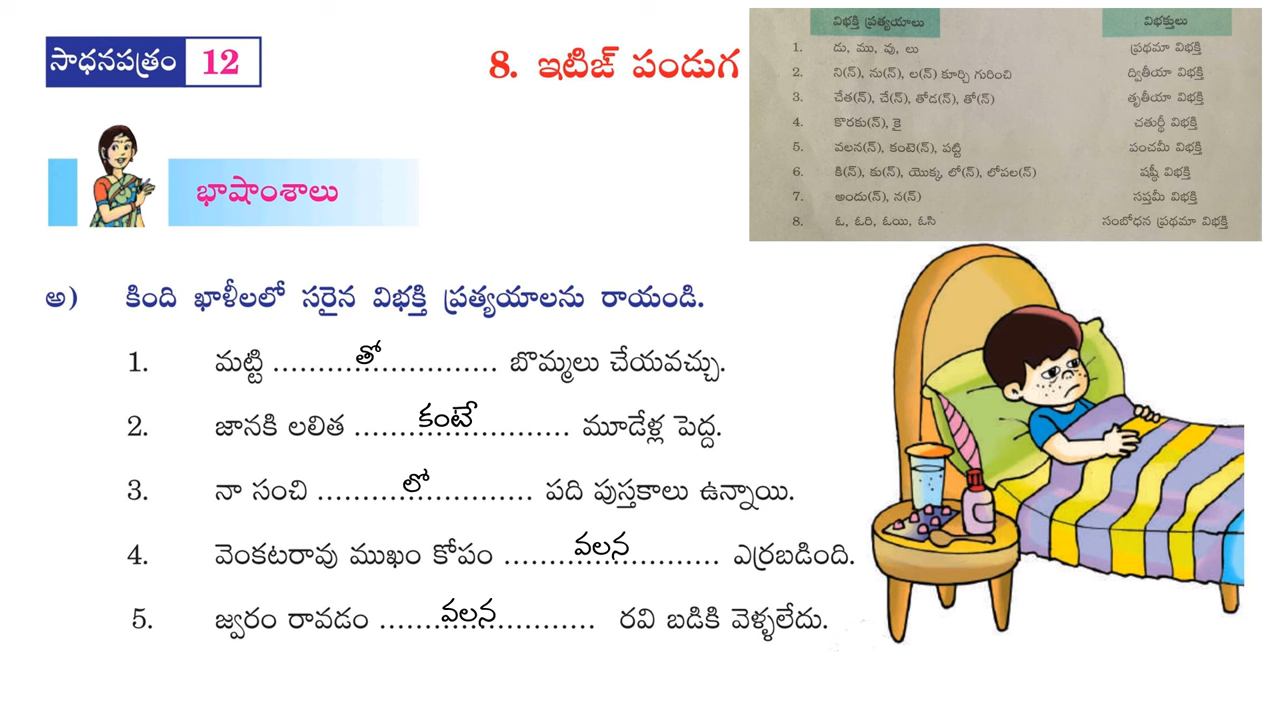 సాధనపత్రం 12
8. ఇటిజ్ పండుగ
విభక్తి ప్రత్యయాలు విభక్తులు
1. డు, ము, వు, లు ప్రథమా విభక్తి
2. ని(న్), ను(న్), ల(న్) కూర్చి గురించి ద్వితీయా విభక్తి
3. చేత(న్), చే(న్), తోడ(న్), తో(న్) తృతీయా విభక్తి
4. కొరకు(న్), కై చతుర్థీ విభక్తి
5. వలన(న్), కంటె(న్), పట్టి పంచమీ విభక్తి
6. కి(న్), కు(న్), యొక్క లో(న్), లోపల(న్) షష్ఠీ విభక్తి
7. అందు(న్), న(న్) సప్తమీ విభక్తి
8. ఓ, ఓరి, ఓయి, ఓసి సంబోధన ప్రథమా విభక్తి
భాషాంశాలు
అ) కింది ఖాళీలలో సరైన విభక్తి ప్రత్యయాలను రాయండి.
1. మట్టి ..........తో............. బొమ్మలు చేయవచ్చు.
2. జానకి లలిత .......కంటే.......... మూడేళ్ల పెద్ద.
3. నా సంచి ..........లో............ పది పుస్తకాలు ఉన్నాయి.
4. వెంకటరావు ముఖం కోపం ........వలన.......... ఎర్రబడింది.
5. జ్వరం రావడం .......వలన........... రవి బడికి వెళ్ళలేదు.